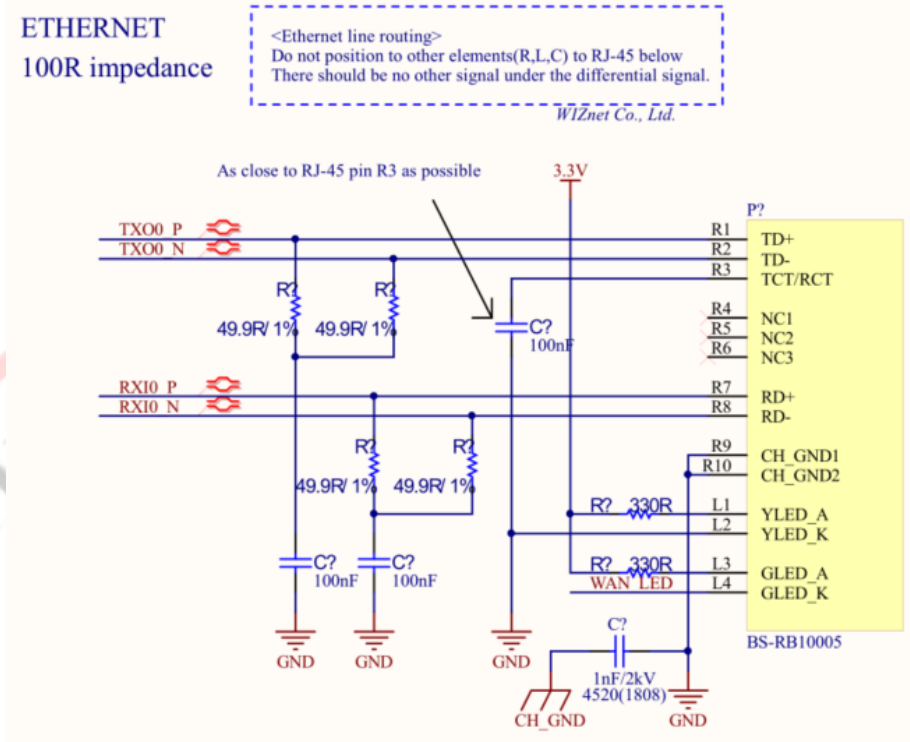 ETHERNET
100R impedance
<Ethernet line routing>
Do not position to other elements(R,L,C) to RJ-45 below
There should be no other signal under the differential signal.
WIZnet Co., Ltd.
As close to RJ-45 pin R3 as possible
3.3V
P?
TXO0_P
R1
TD+
TXO0_N
R2
TD-
R3
TCT/RCT
R?
R?
49.9R/ 1%
49.9R/ 1%
C?
100nF
R4
NC1
R5
NC2
R6
NC3
RXI0_P
R7
RD+
RXI0_N
R8
RD-
R?
R?
49.9R/ 1%
49.9R/ 1%
R9
CH_GND1
R10
CH_GND2
R?
330R
L1
YLED_A
L2
YLED_K
C?
100nF
C?
100nF
R?
330R
L3
GLED_A
WAN_LED
L4
GLED_K
GND
GND
GND
C?
1nF/2kV
4520(1808)
BS-RB10005
CH_GND
GND